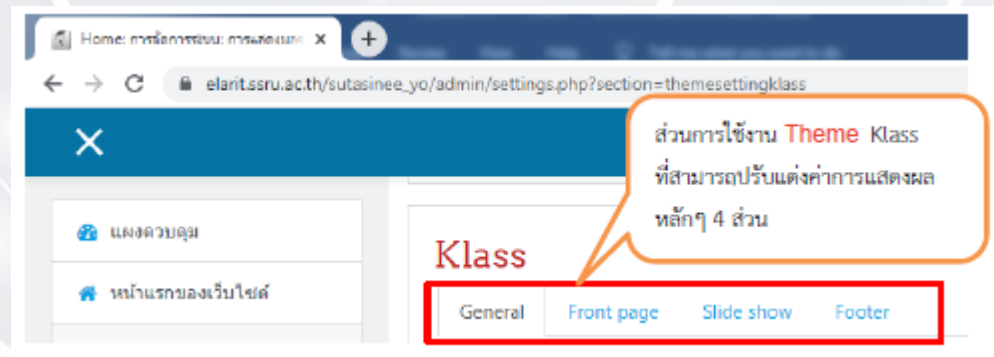 Home: การจัดการระบบ: การแสดงผล
elarit.ssru.ac.th/sutasinee_yo/admin/settings.php?section=themesettingklass
ส่วนการใช้งาน Theme Klass
ที่สามารถปรับแต่งค่าการแสดงผล
หลักๆ 4 ส่วน
แผงควบคุม
หน้าแรกของเว็บไซต์
Klass
General Front page Slide show Footer